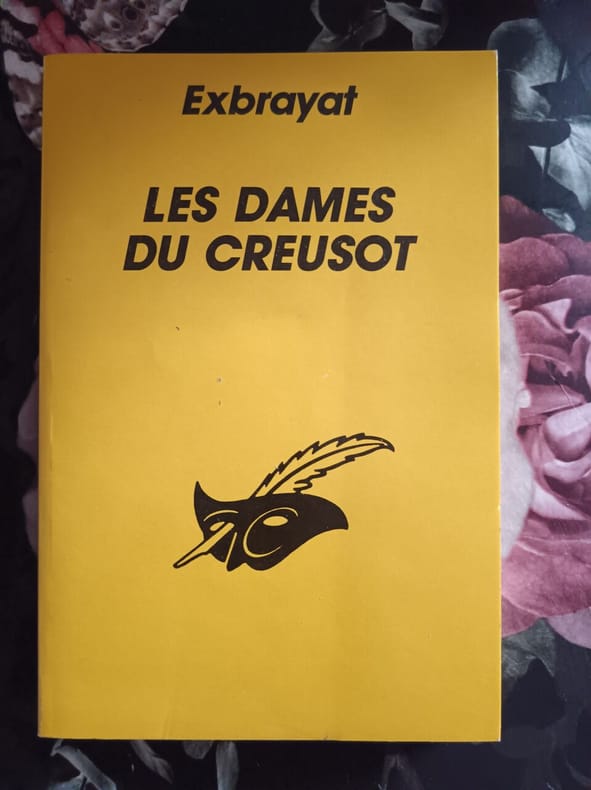 Exbrayat
LES DAMES
DU CREUSOT